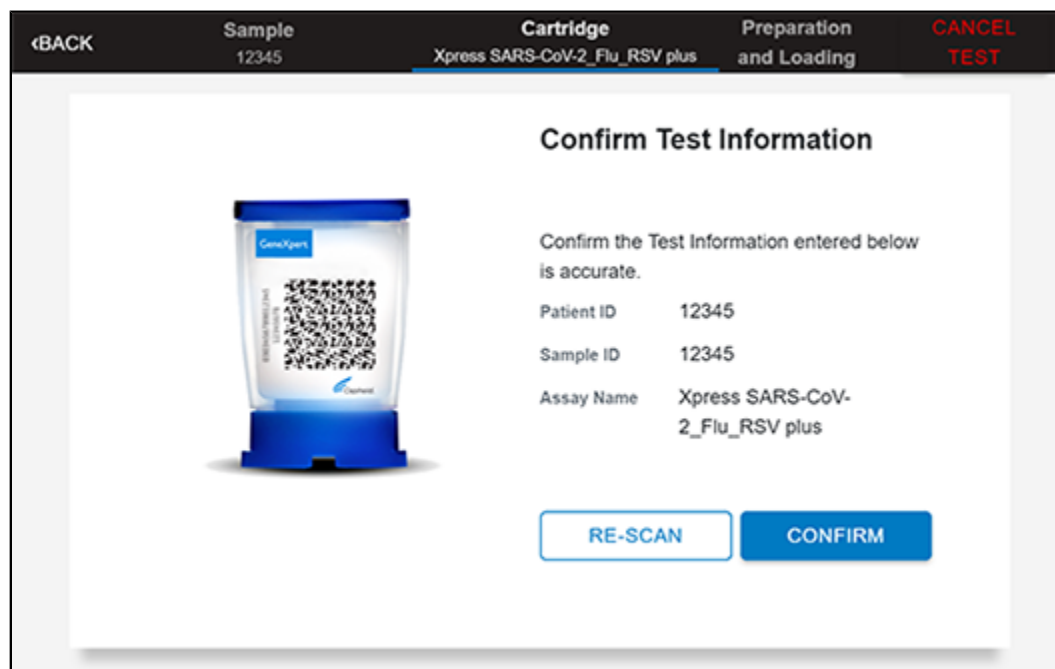 ‹BACK
Sample
12345
Cartridge
Xpress SARS-CoV-2_Flu_RSV plus
Preparation
and Loading
CANCEL
TEST
Confirm Test Information
GeneXpert
Cepheid
Confirm the Test Information entered below
is accurate.
Patient ID 12345
Sample ID 12345
Assay Name Xpress SARS-CoV-
2_Flu_RSV plus
RE-SCAN
CONFIRM